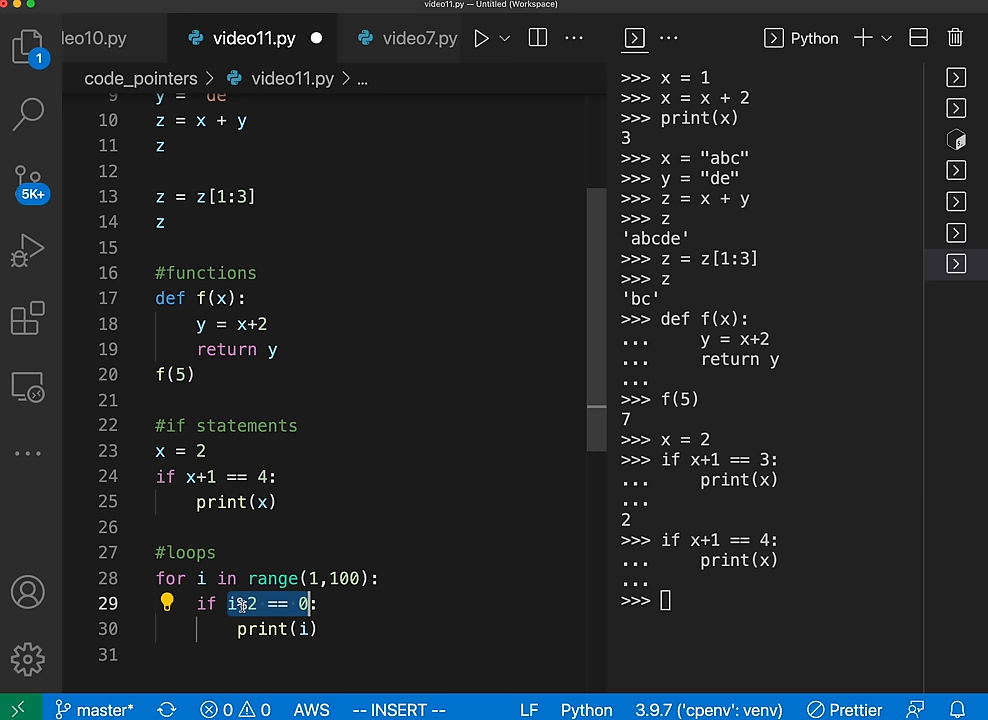 video11.py — Untitled (Workspace)
leo10.py
video11.py
video7.py
Python
1
code_pointers > video11.py > ...
5K+
9 y = "de"
10 z = x + y
11 z
12
13 z = z[1:3]
14 z
15
16 #functions
17 def f(x):
18 y = x+2
19 return y
20 f(5)
21
22 #if statements
23 x = 2
24 if x+1 == 4:
25 print(x)
26
27 #loops
28 for i in range(1,100):
29 if i%2 == 0:
30 print(i)
31
>>> x = 1
>>> x = x + 2
>>> print(x)
3
>>> x = "abc"
>>> y = "de"
>>> z = x + y
>>> z
'abcde'
>>> z = z[1:3]
>>> z
'bc'
>>> def f(x):
... y = x+2
... return y
...
>>> f(5)
7
>>> x = 2
>>> if x+1 == 3:
... print(x)
...
2
>>> if x+1 == 4:
... print(x)
...
>>>
master* 0 0 AWS -- INSERT -- LF Python 3.9.7 ('cpenv': venv) Prettier